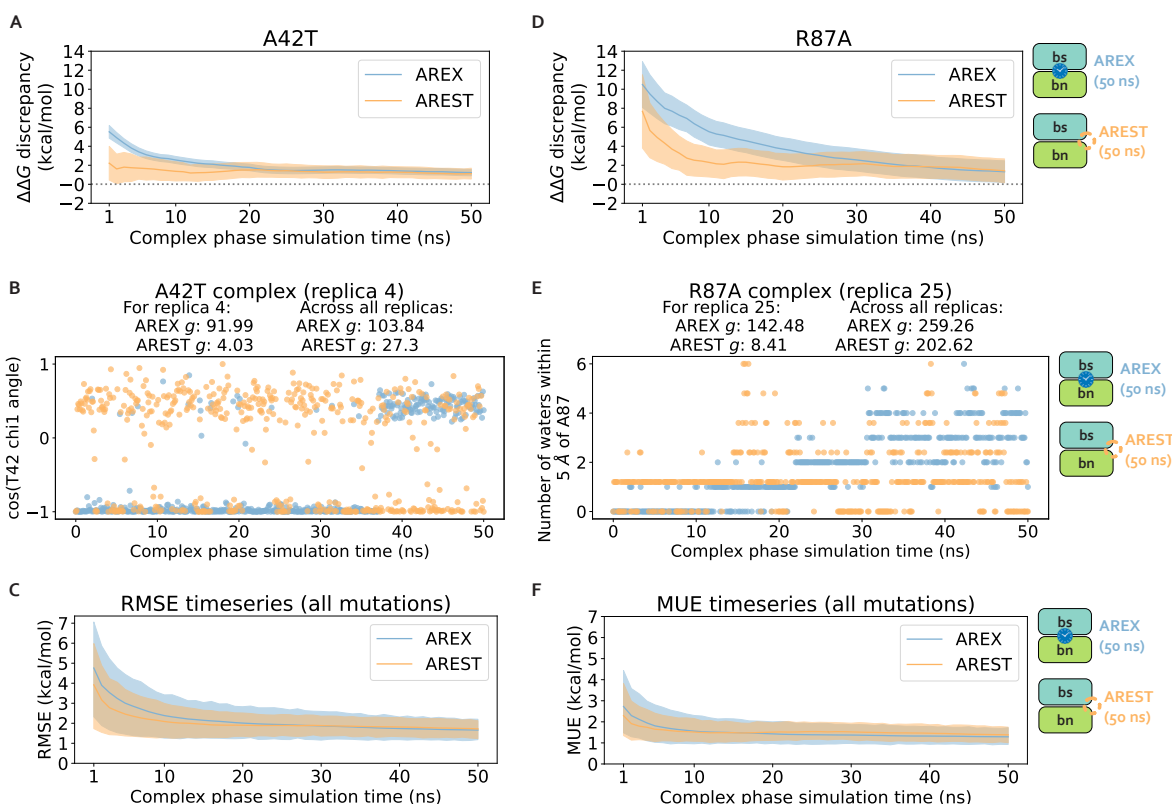 A
A42T
ΔΔG discrepancy
(kcal/mol)
14
12
10
8
6
4
2
−0
−2
AREX
AREST
1
10
20
30
40
50
Complex phase simulation time (ns)
D
R87A
ΔΔG discrepancy
(kcal/mol)
14
12
10
8
6
4
2
−0
−2
AREX
AREST
1
10
20
30
40
50
Complex phase simulation time (ns)
bs
bn
AREX
(50 ns)
bs
bn
AREST
(50 ns)
B
A42T complex (replica 4)
For replica 4:
AREX g: 91.99
AREST g: 4.03
Across all replicas:
AREX g: 103.84
AREST g: 27.3
cos(T42 chi1 angle)
1
0
−1
0
10
20
30
40
50
Complex phase simulation time (ns)
E
R87A complex (replica 25)
For replica 25:
AREX g: 142.48
AREST g: 8.41
Across all replicas:
AREX g: 259.26
AREST g: 202.62
Number of waters within
5 Å of A87
6
4
2
0
0
10
20
30
40
50
Complex phase simulation time (ns)
bs
bn
AREX
(50 ns)
bs
bn
AREST
(50 ns)
C
RMSE timeseries (all mutations)
RMSE (kcal/mol)
7
6
5
4
3
2
1
0
AREX
AREST
1
10
20
30
40
50
Complex phase simulation time (ns)
F
MUE timeseries (all mutations)
MUE (kcal/mol)
7
6
5
4
3
2
1
0
AREX
AREST
1
10
20
30
40
50
Complex phase simulation time (ns)
bs
bn
AREX
(50 ns)
bs
bn
AREST
(50 ns)